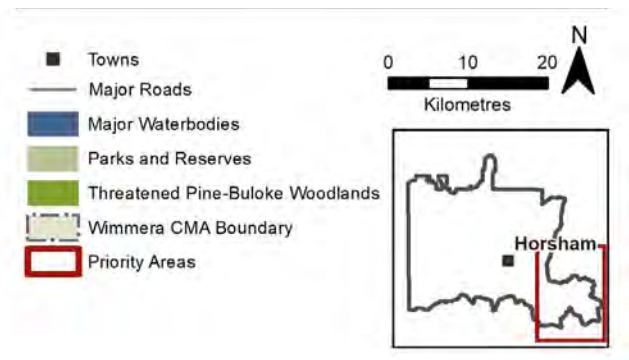 Towns
Major Roads
Major Waterbodies
Parks and Reserves
Threatened Pine-Buloke Woodlands
Wimmera CMA Boundary
Priority Areas
N
0 10 20
Kilometres
Horsham